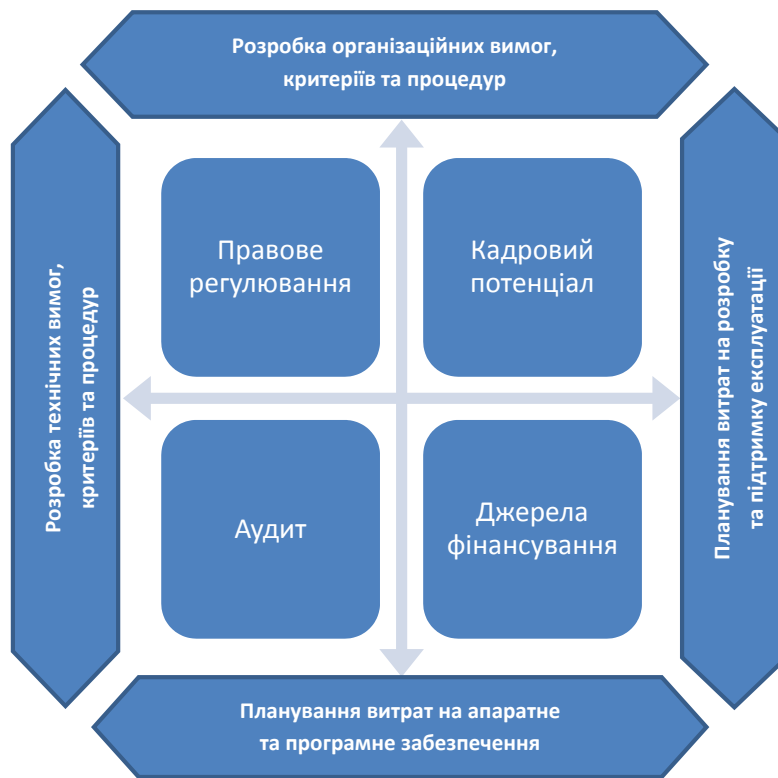 Розробка організаційних вимог,
критеріїв та процедур
Розробка технічних вимог,
критеріїв та процедур
Правове
регулювання
Кадровий
потенціал
Аудит
Джерела
фінансування
Планування витрат на розробку
та підтримку експлуатації
Планування витрат на апаратне
та програмне забезпечення